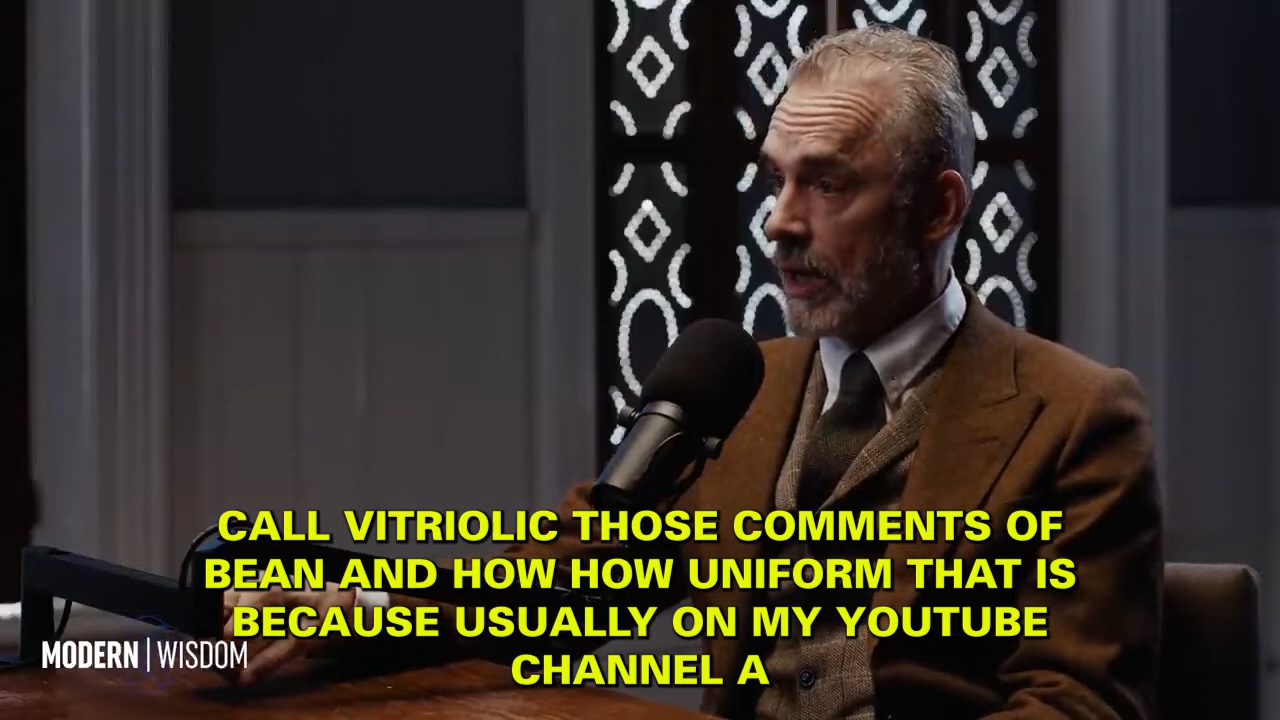 CALL VITRIOLIC THOSE COMMENTS OF
BEAN AND HOW HOW UNIFORM THAT IS
BECAUSE USUALLY ON MY YOUTUBE
CHANNEL A
MODERN | WISDOM